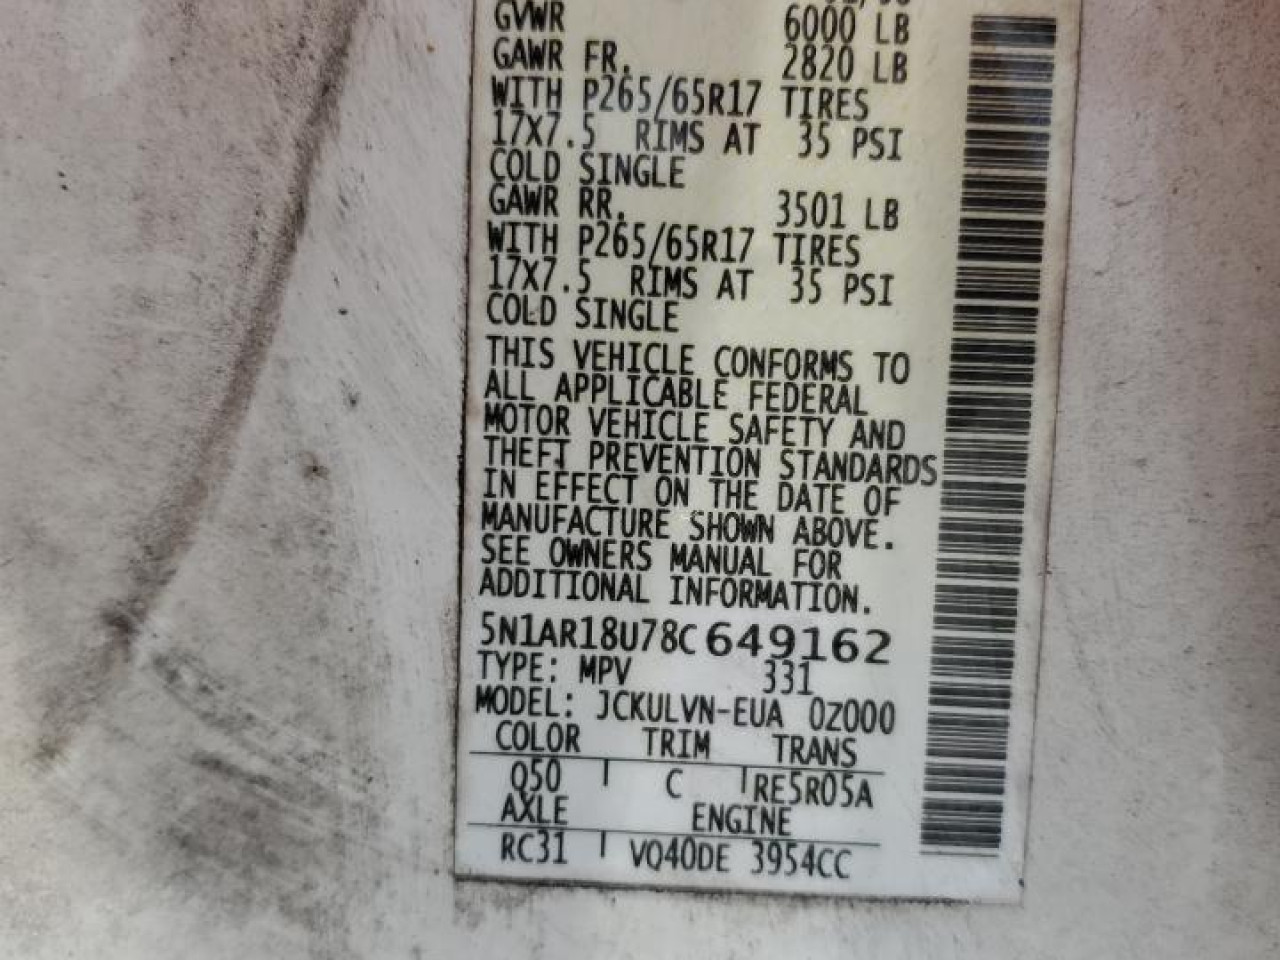 GVWR 6000 LB
GAWR FR. 2820 LB
WITH P265/65R17 TIRES
17X7.5 RIMS AT 35 PSI
COLD SINGLE
GAWR RR. 3501 LB
WITH P265/65R17 TIRES
17X7.5 RIMS AT 35 PSI
COLD SINGLE
THIS VEHICLE CONFORMS TO
ALL APPLICABLE FEDERAL
MOTOR VEHICLE SAFETY AND
THEFT PREVENTION STANDARDS
IN EFFECT ON THE DATE OF
MANUFACTURE SHOWN ABOVE.
SEE OWNERS MANUAL FOR
ADDITIONAL INFORMATION.
5N1AR18U78C649162
TYPE: MPV 331
MODEL: JCKULVN-EUA 0Z000
COLOR TRIM TRANS
Q50 C RE5R05A
AXLE ENGINE
RC31 VQ40DE 3954CC